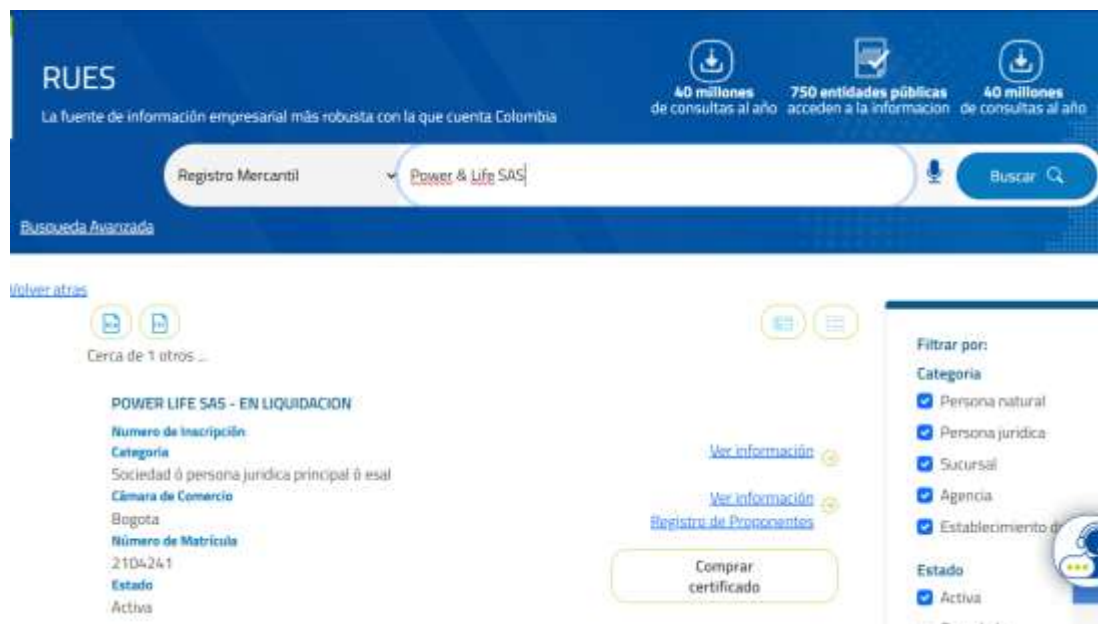 RUES
La fuente de información empresarial más robusta con la que cuenta Colombia
40 millones
de consultas al año
750 entidades públicas
acceden a la informacion
40 millones
de consultas al año
Registro Mercantil
Power & Life SAS
Buscar
Busqueda Avanzada
Volver atras
Cerca de 1 otros ...
POWER LIFE SAS - EN LIQUIDACION
Numero de Inscripción
Categoria
Sociedad ó persona juridica principal ó esal
Cámara de Comercio
Bogota
Número de Matrícula
2104241
Estado
Activa
Ver información
Ver información
Registro de Proponentes
Comprar
certificado
Filtrar por:
Categoria
Persona natural
Persona juridica
Sucursal
Agencia
Establecimiento
Estado
Activa